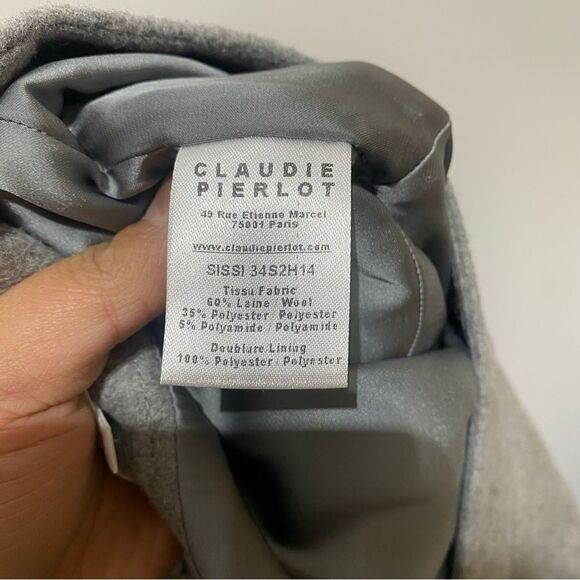 CLAUDIE
PIERLOT
49 Rue Etienne Marcel
75001 Paris
www.claudiepierlot.com
SISSI 34S2H14
Tissu Fabric
60% Laine / Wool
35% Polyester / Polyester
5% Polyamide / Polyamide
Doublure Lining
100% Polyester / Polyester